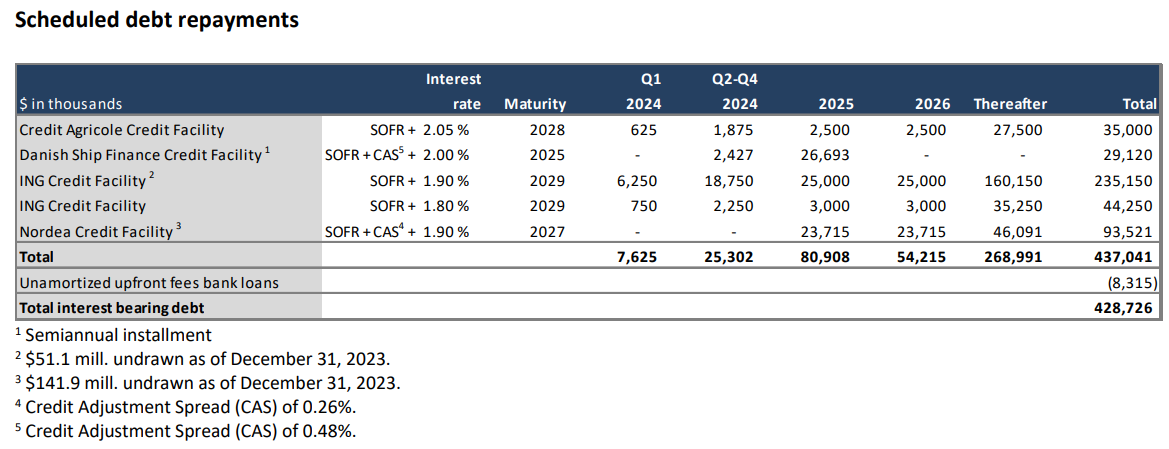 Scheduled debt repayments
Interest Q1 Q2-Q4
$ in thousands rate Maturity 2024 2024 2025 2026 Thereafter Total
Credit Agricole Credit Facility SOFR + 2.05 % 2028 625 1,875 2,500 2,500 27,500 35,000
Danish Ship Finance Credit Facility ¹ SOFR + CAS⁵ + 2.00 % 2025 - 2,427 26,693 - - 29,120
ING Credit Facility ² SOFR + 1.90 % 2029 6,250 18,750 25,000 25,000 160,150 235,150
ING Credit Facility SOFR + 1.80 % 2029 750 2,250 3,000 3,000 35,250 44,250
Nordea Credit Facility ³ SOFR + CAS⁴ + 1.90 % 2027 - - 23,715 23,715 46,091 93,521
Total 7,625 25,302 80,908 54,215 268,991 437,041
Unamortized upfront fees bank loans (8,315)
Total interest bearing debt 428,726
¹ Semiannual installment
² $51.1 mill. undrawn as of December 31, 2023.
³ $141.9 mill. undrawn as of December 31, 2023.
⁴ Credit Adjustment Spread (CAS) of 0.26%.
⁵ Credit Adjustment Spread (CAS) of 0.48%.